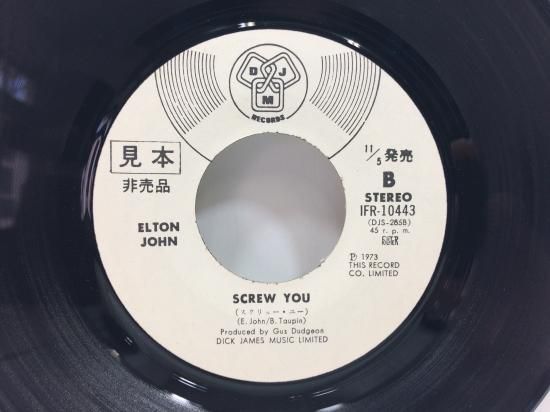 D J M
RECORDS
見本
非売品
ELTON
JOHN
11/5 発売
B
STEREO
IFR-10443
(DJS-285B)
45 r. p. m.
℗ 1973
THIS RECORD
CO. LIMITED
SCREW YOU
(スクリュー・ユー)
(E. John/B. Taupin)
Produced by Gus Dudgeon
DICK JAMES MUSIC LIMITED